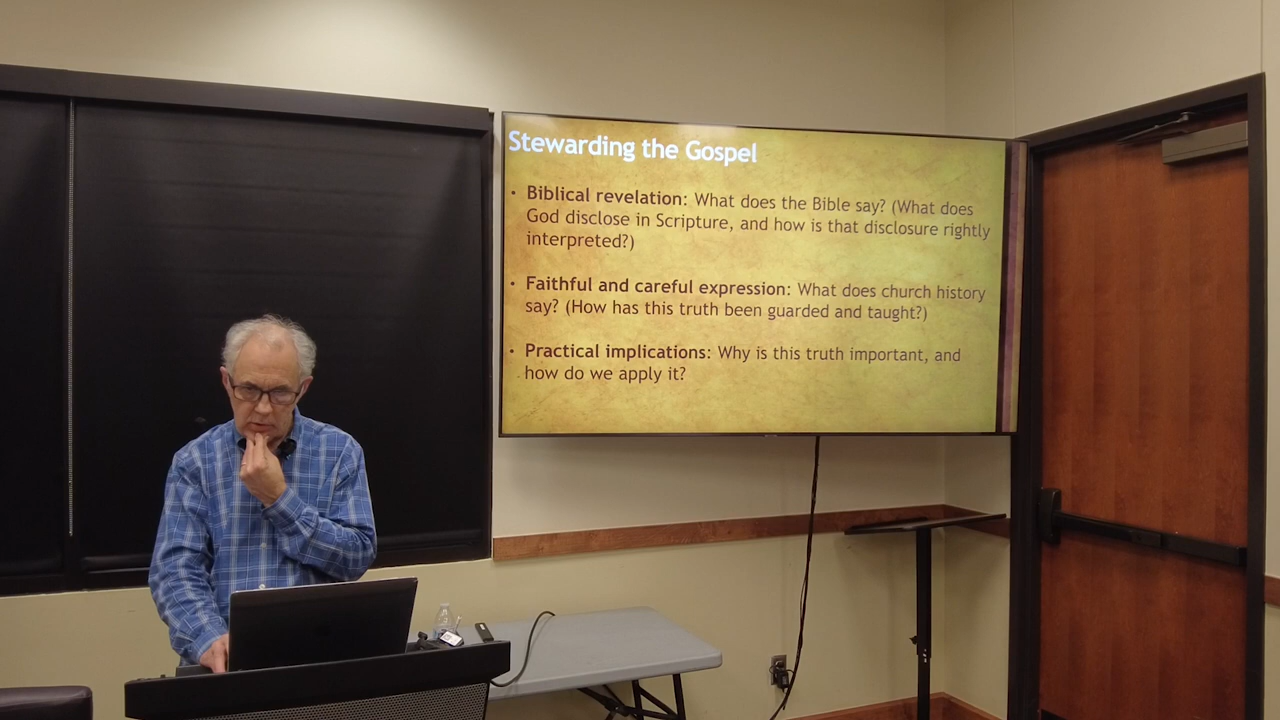 Stewarding the Gospel
• Biblical revelation: What does the Bible say? (What does
God disclose in Scripture, and how is that disclosure rightly
interpreted?)
• Faithful and careful expression: What does church history
say? (How has this truth been guarded and taught?)
• Practical implications: Why is this truth important, and
how do we apply it?